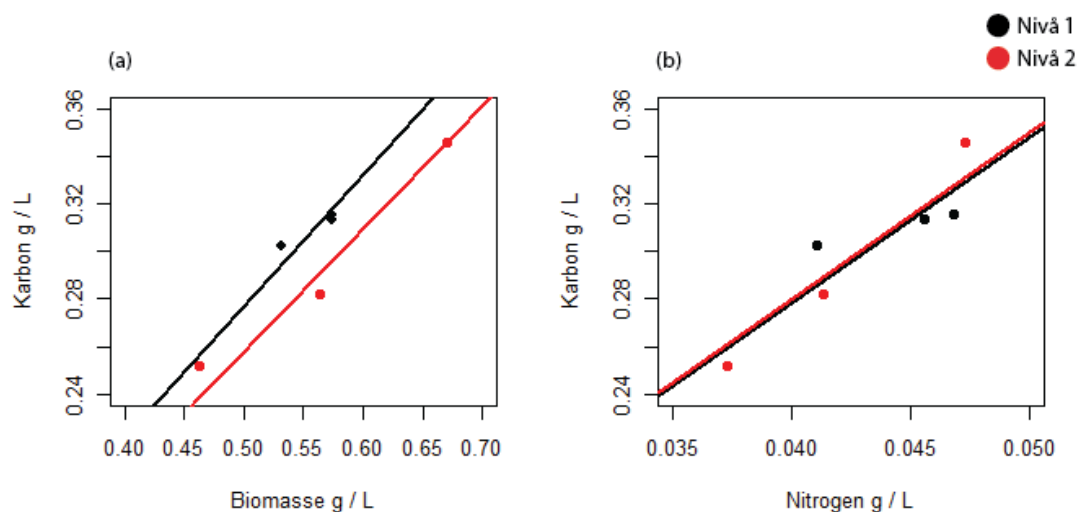 Nivå 1
Nivå 2
(a)
(b)
0.36
0.32
0.28
0.24
Karbon g / L
0.40 0.45 0.50 0.55 0.60 0.65 0.70
Biomasse g / L
0.36
0.32
0.28
0.24
Karbon g / L
0.035 0.040 0.045 0.050
Nitrogen g / L